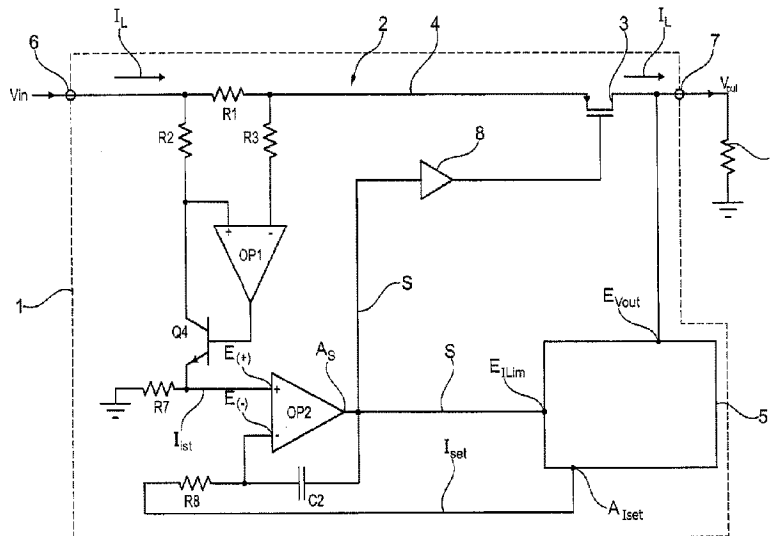 I_L
6
2
4
3
I_L
7
Vin
R1
V_out
R2
R3
8
+
-
OP1
S
1
E_Vout
Q4
E_(+)
A_S
E_ILim
S
R7
+
OP2
5
E_(-)
-
I_ist
I_set
R8
C2
A_Iset